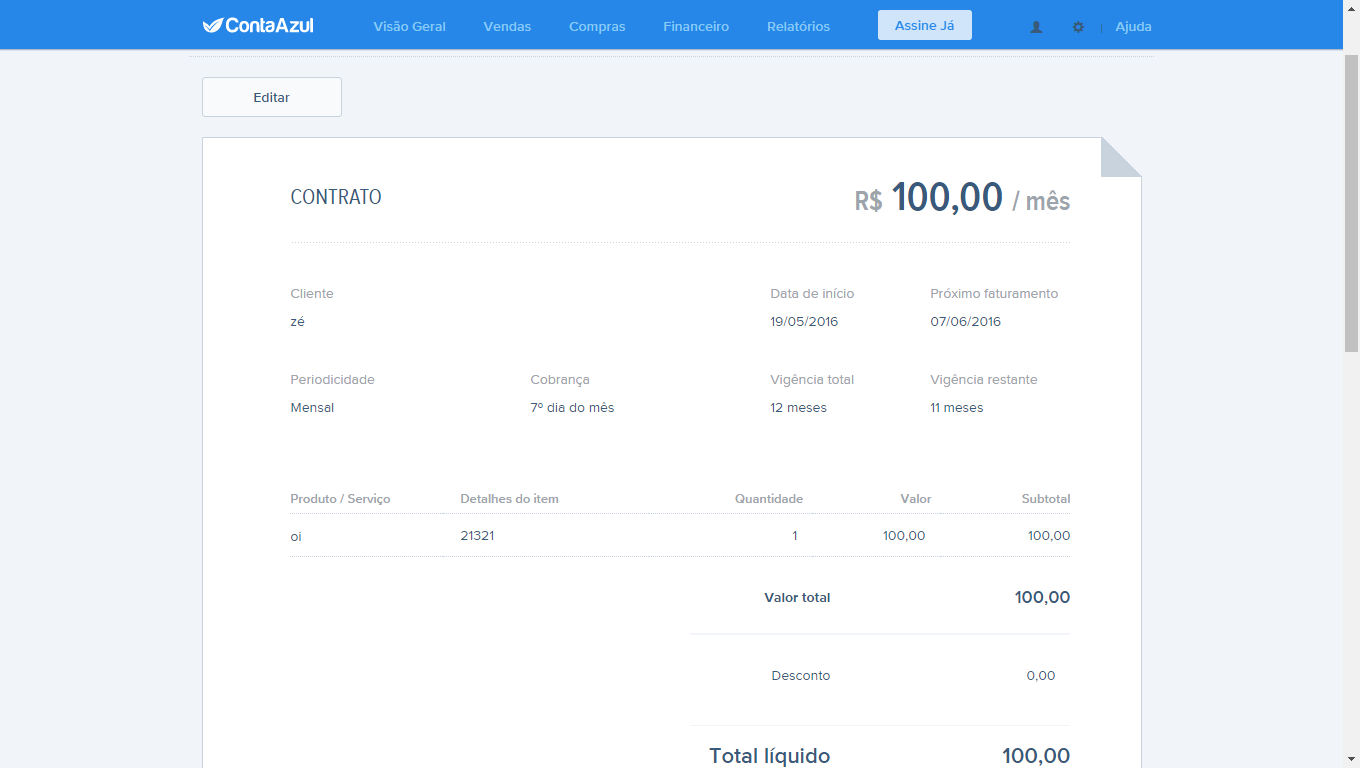 ContaAzul Visão Geral Vendas Compras Financeiro Relatórios Assine Já Ajuda
Editar
CONTRATO R$ 100,00 / mês
Cliente Data de início Próximo faturamento
zé 19/05/2016 07/06/2016
Periodicidade Cobrança Vigência total Vigência restante
Mensal 7º dia do mês 12 meses 11 meses
Produto / Serviço Detalhes do item Quantidade Valor Subtotal
oi 21321 1 100,00 100,00
Valor total 100,00
Desconto 0,00
Total líquido 100,00